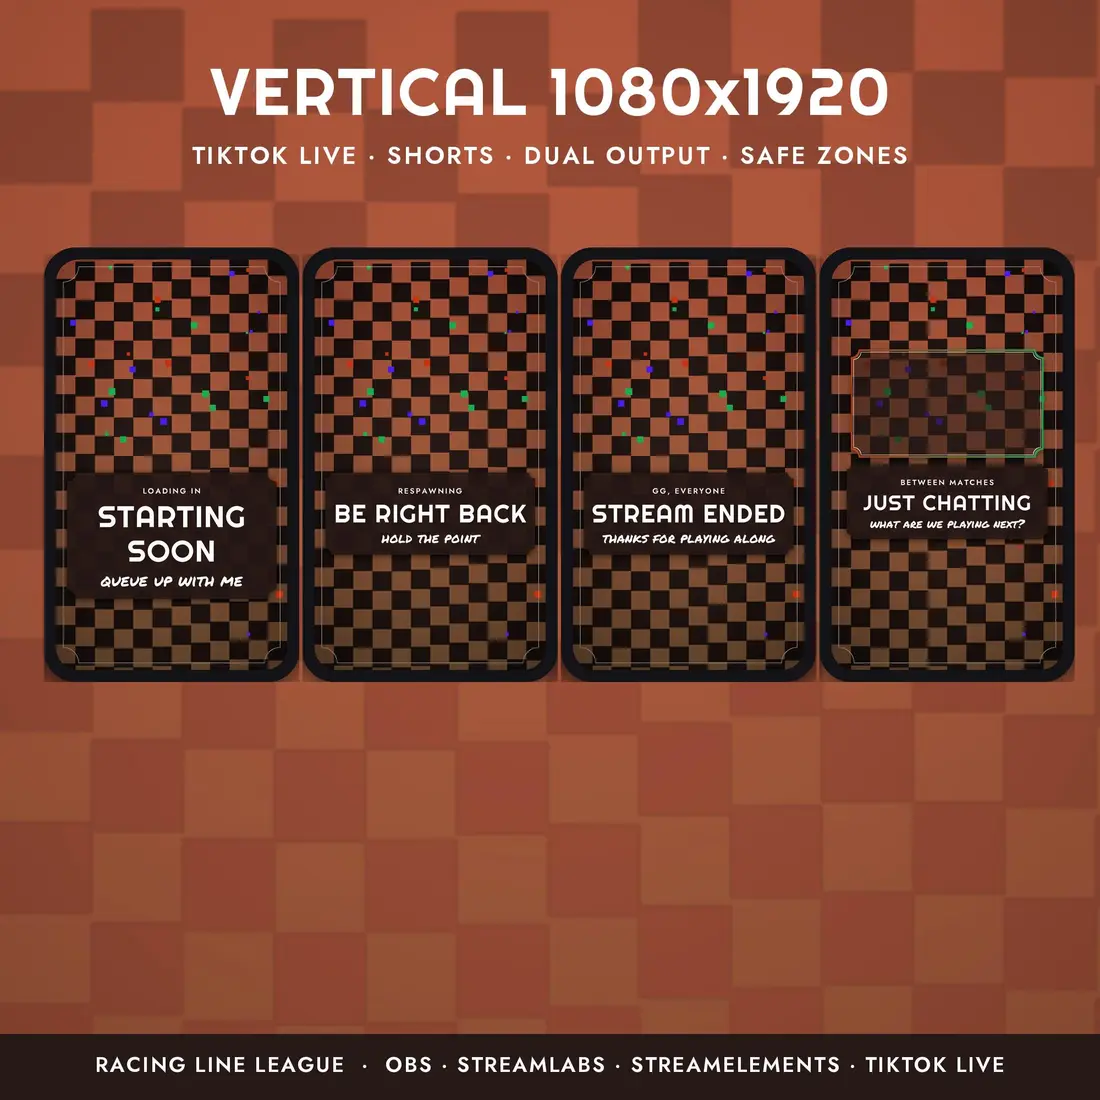 VERTICAL 1080x1920
TIKTOK LIVE · SHORTS · DUAL OUTPUT · SAFE ZONES
LOADING IN
STARTING
SOON
QUEUE UP WITH ME
RESPAWNING
BE RIGHT BACK
HOLD THE POINT
GG, EVERYONE
STREAM ENDED
THANKS FOR PLAYING ALONG
BETWEEN MATCHES
JUST CHATTING
WHAT ARE WE PLAYING NEXT?
RACING LINE LEAGUE · OBS · STREAMLABS · STREAMELEMENTS · TIKTOK LIVE